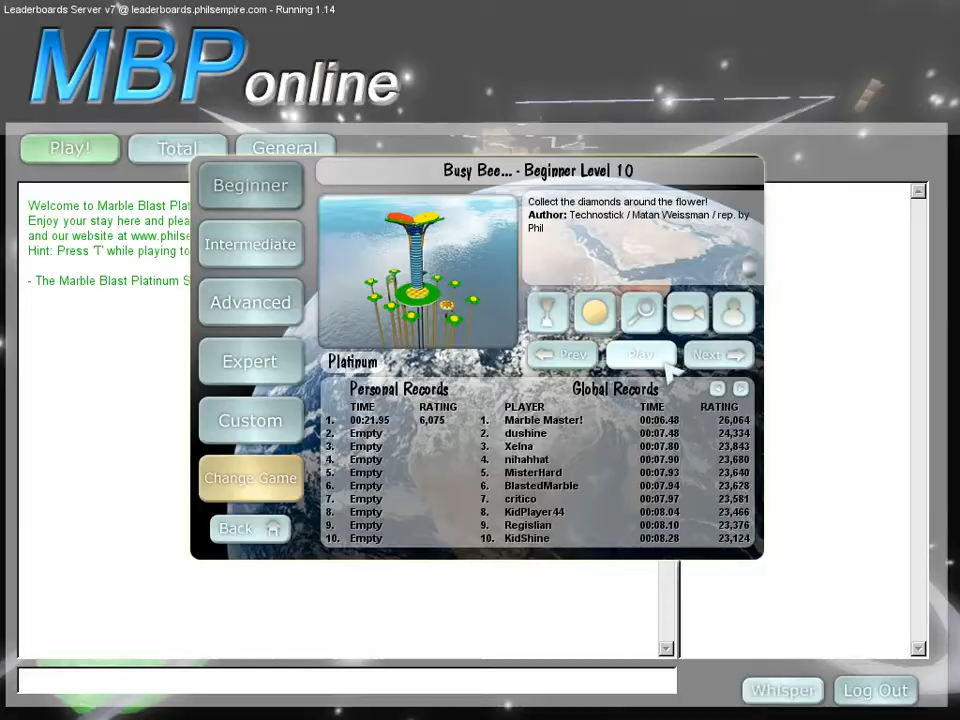 Leaderboards Server v7 @ leaderboards.philsempire.com - Running 1.14
MBP online
Play!
Total
General
Welcome to Marble Blast Plat
Enjoy your stay here and plea
and our website at www.philse
Hint: Press 'T' while playing to
- The Marble Blast Platinum S
Beginner
Intermediate
Advanced
Expert
Custom
Change Game
Back
Busy Bee... - Beginner Level 10
Collect the diamonds around the flower!
Author: Technostick / Matan Weissman / rep. by
Phil
Prev
Play
Next
Platinum
Personal Records
TIME RATING
1. 00:21.95 6,075
2. Empty
3. Empty
4. Empty
5. Empty
6. Empty
7. Empty
8. Empty
9. Empty
10. Empty
Global Records
PLAYER TIME RATING
1. Marble Master! 00:06.48 26,064
2. dushine 00:07.48 24,334
3. Xelna 00:07.80 23,843
4. nihahhat 00:07.90 23,680
5. MisterHard 00:07.93 23,640
6. BlastedMarble 00:07.94 23,628
7. critico 00:07.97 23,581
8. KidPlayer44 00:08.04 23,466
9. Regislian 00:08.10 23,376
10. KidShine 00:08.28 23,124
Whisper
Log Out